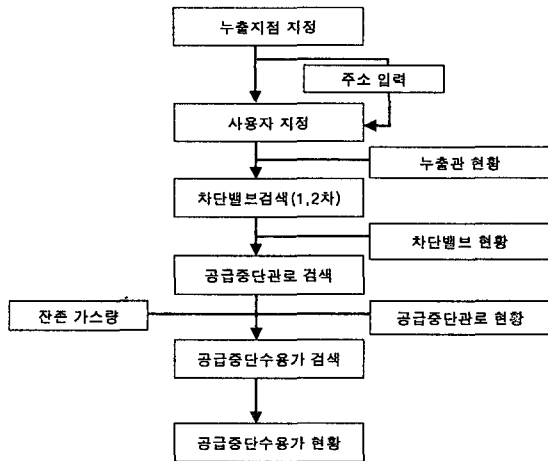 누출지점 지정
주소 입력
사용자 지정
누출관 현황
차단밸브검색(1,2차)
차단밸브 현황
공급중단관로 검색
잔존 가스량
공급중단관로 현황
공급중단수용가 검색
공급중단수용가 현황